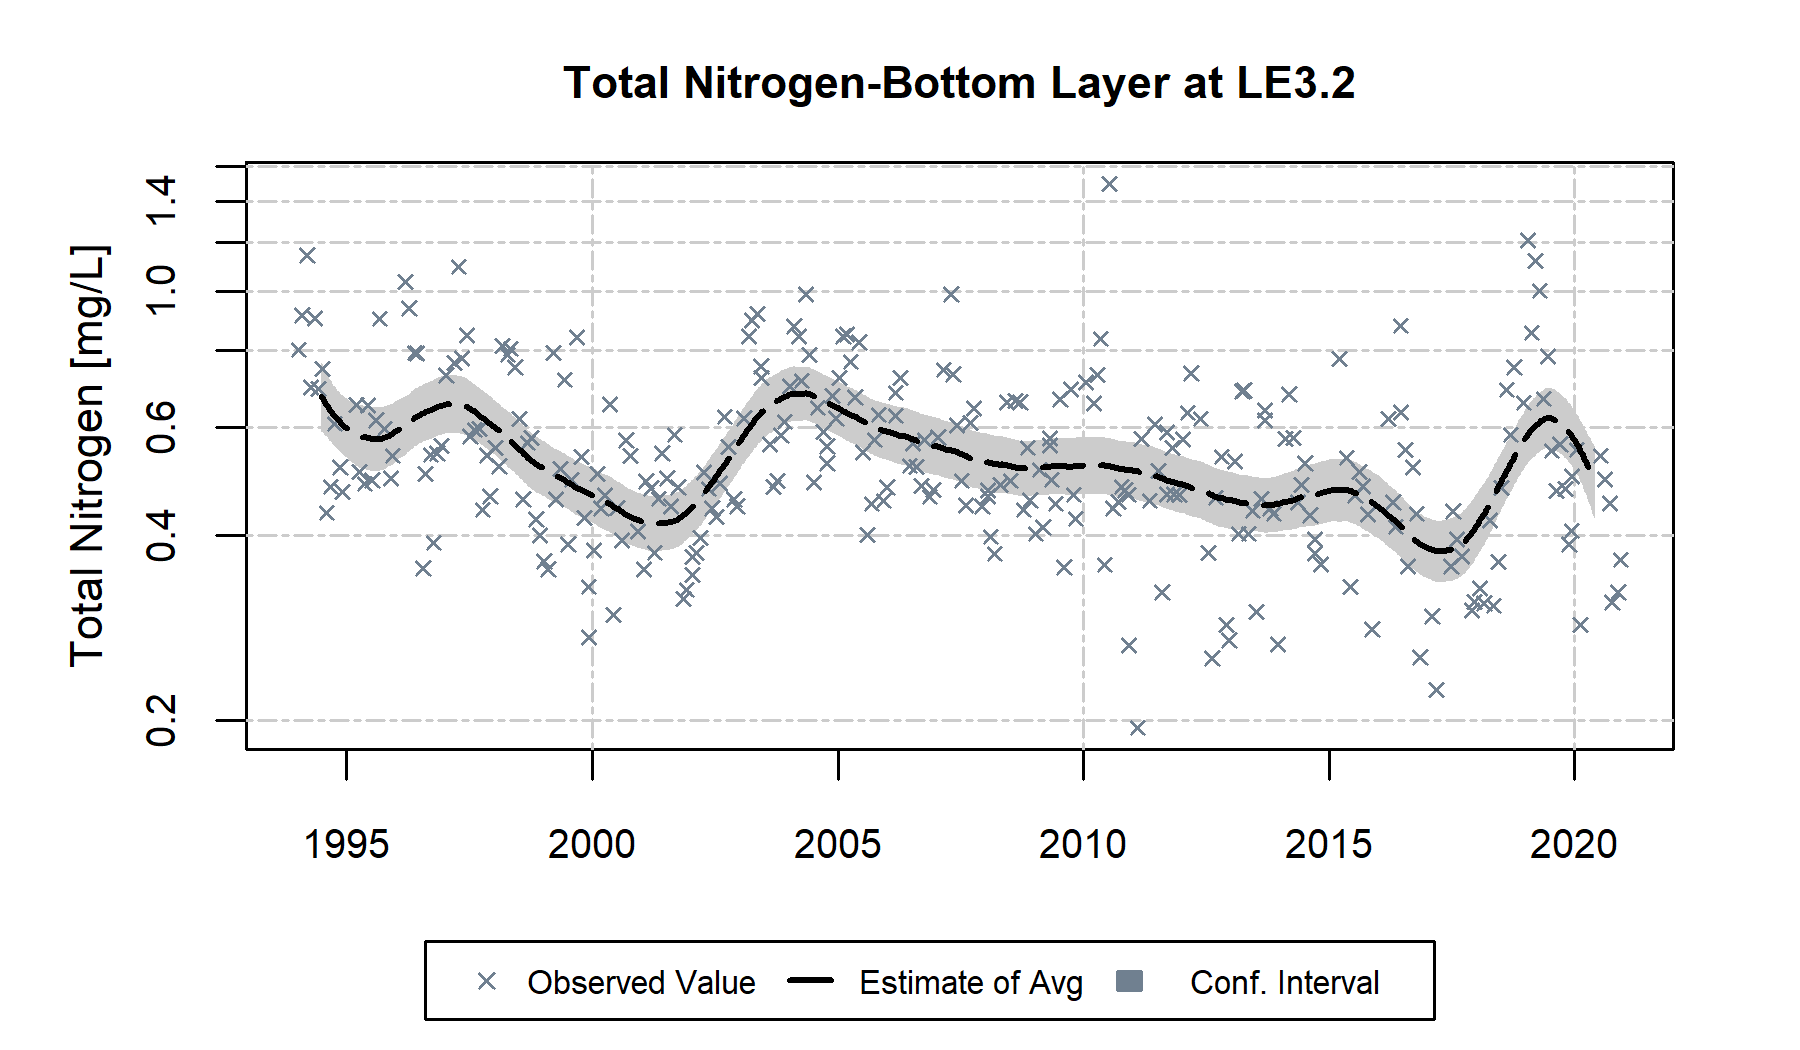 Total Nitrogen-Bottom Layer at LE3.2
Total Nitrogen [mg/L]
1.4
1.0
0.6
0.4
0.2
1995 2000 2005 2010 2015 2020
Observed Value Estimate of Avg Conf. Interval